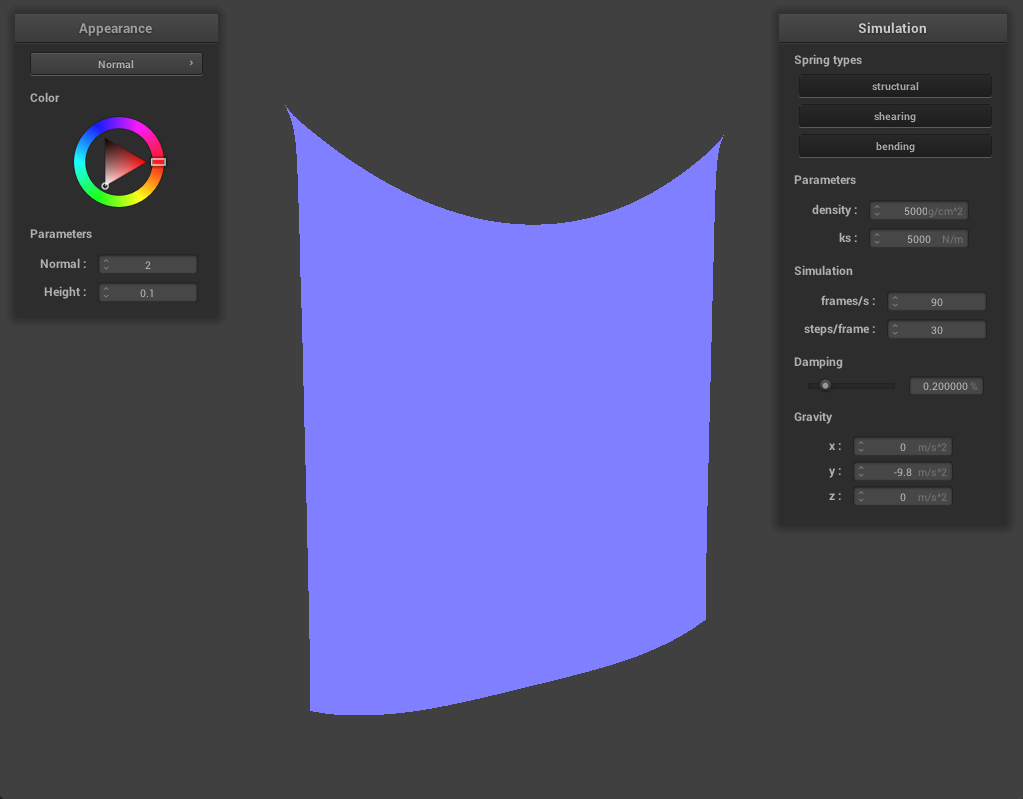 Appearance
Normal ›
Color
Parameters
Normal : 2
Height : 0.1
Simulation
Spring types
structural
shearing
bending
Parameters
density : 5000 g/cm^2
ks : 5000 N/m
Simulation
frames/s : 90
steps/frame : 30
Damping
0.200000 %
Gravity
x : 0 m/s^2
y : -9.8 m/s^2
z : 0 m/s^2